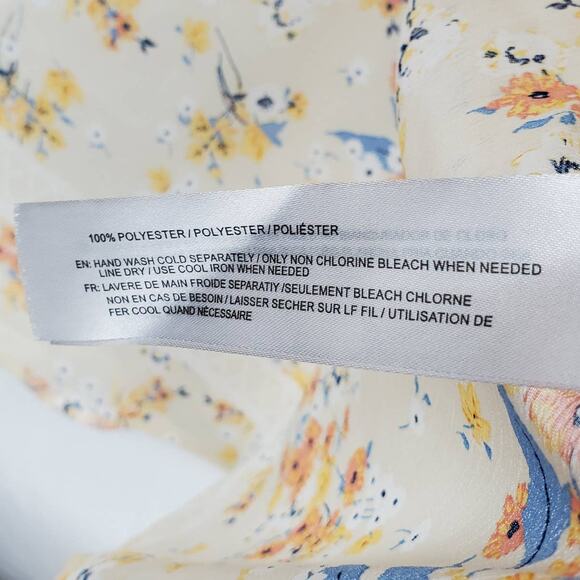 100% POLYESTER / POLYESTER / POLIÉSTER
EN: HAND WASH COLD SEPARATELY / ONLY NON CHLORINE BLEACH WHEN NEEDED
LINE DRY / USE COOL IRON WHEN NEEDED
FR: LAVERE DE MAIN FROIDE SEPARATIY /SEULEMENT BLEACH CHLORNE
NON EN CAS DE BESOIN / LAISSER SECHER SUR LF FIL / UTILISATION DE
FER COOL QUAND NÉCESSAIRE